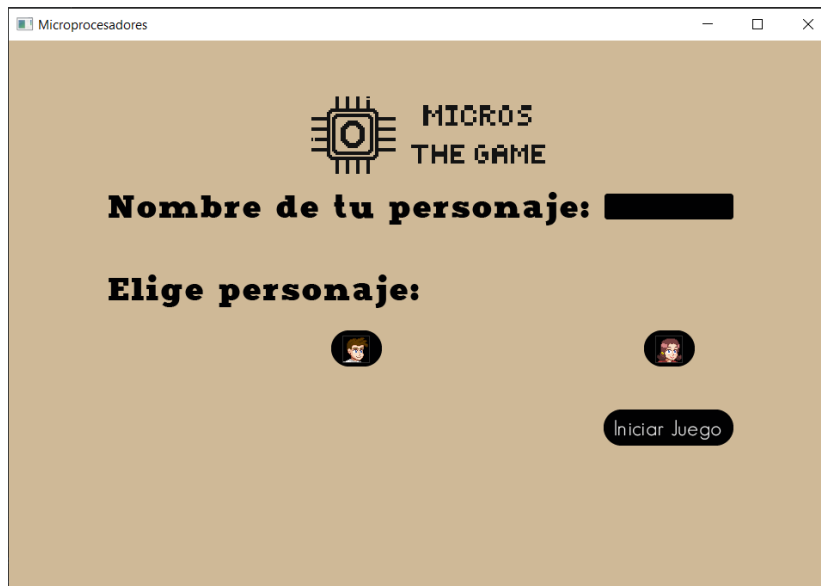 Microprocesadores
MICROS
THE GAME
Nombre de tu personaje:
Elige personaje:
Iniciar Juego